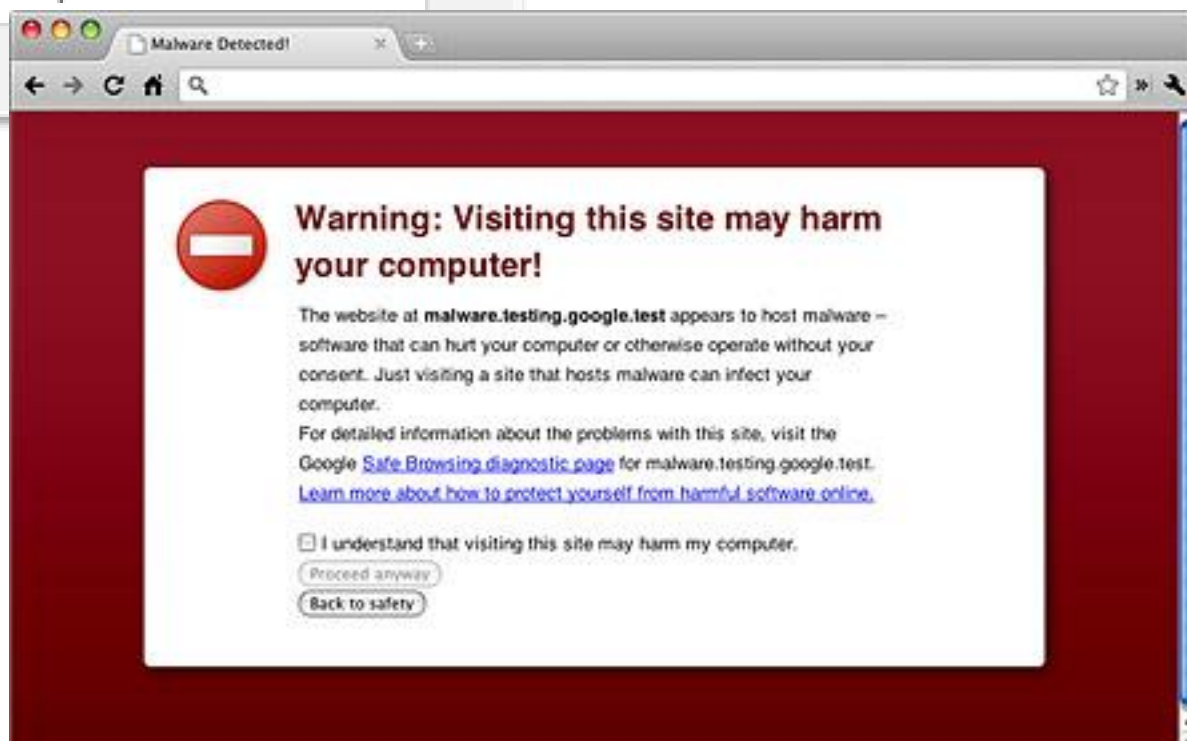 Malware Detected!
Warning: Visiting this site may harm
your computer!
The website at malware.testing.google.test appears to host malware –
software that can hurt your computer or otherwise operate without your
consent. Just visiting a site that hosts malware can infect your
computer.
For detailed information about the problems with this site, visit the
Google Safe Browsing diagnostic page for malware.testing.google.test.
Learn more about how to protect yourself from harmful software online.
I understand that visiting this site may harm my computer.
Proceed anyway
Back to safety